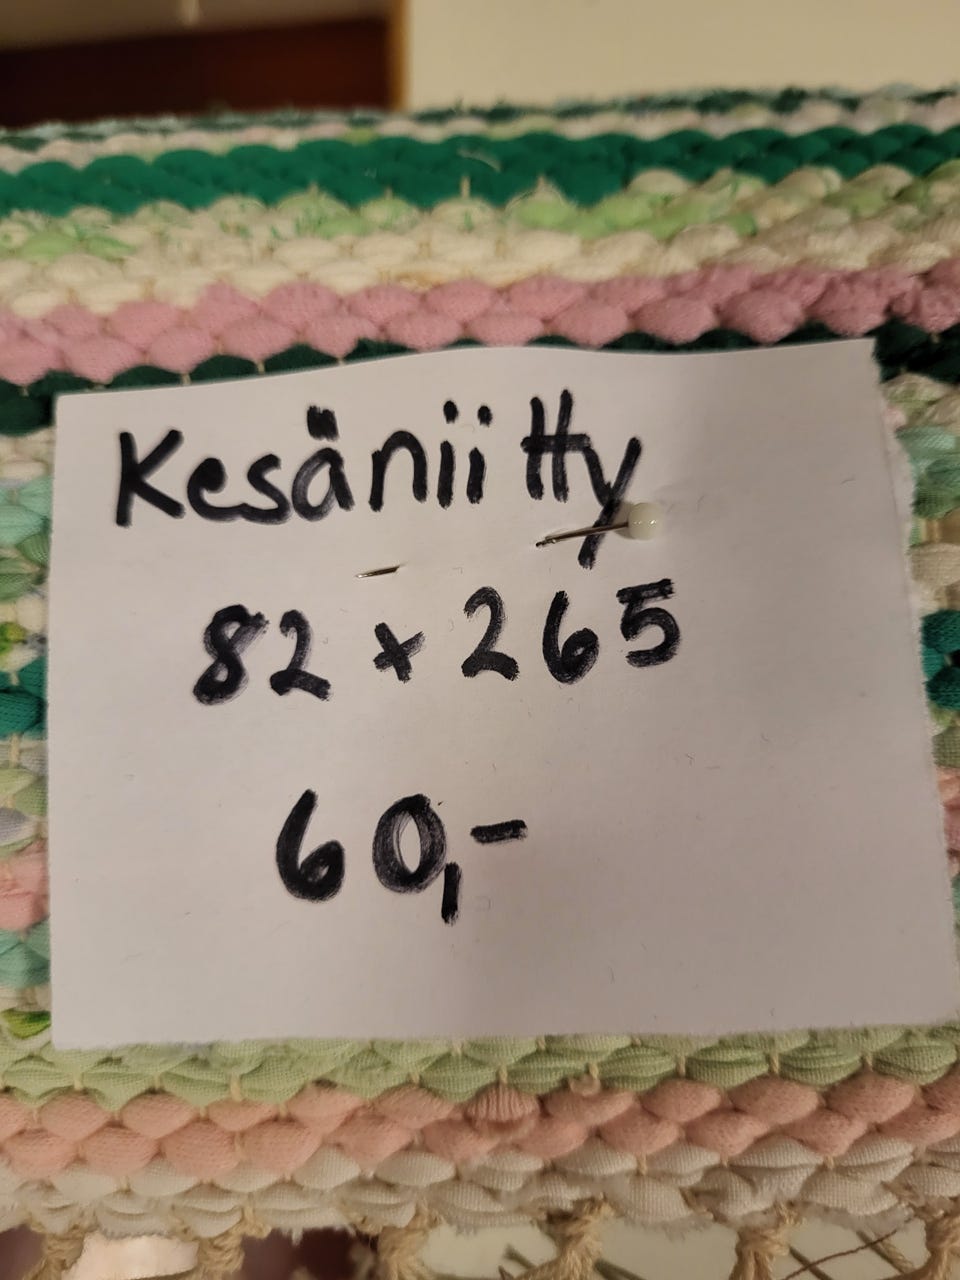 Kesäniitty
82 x 265
60,-